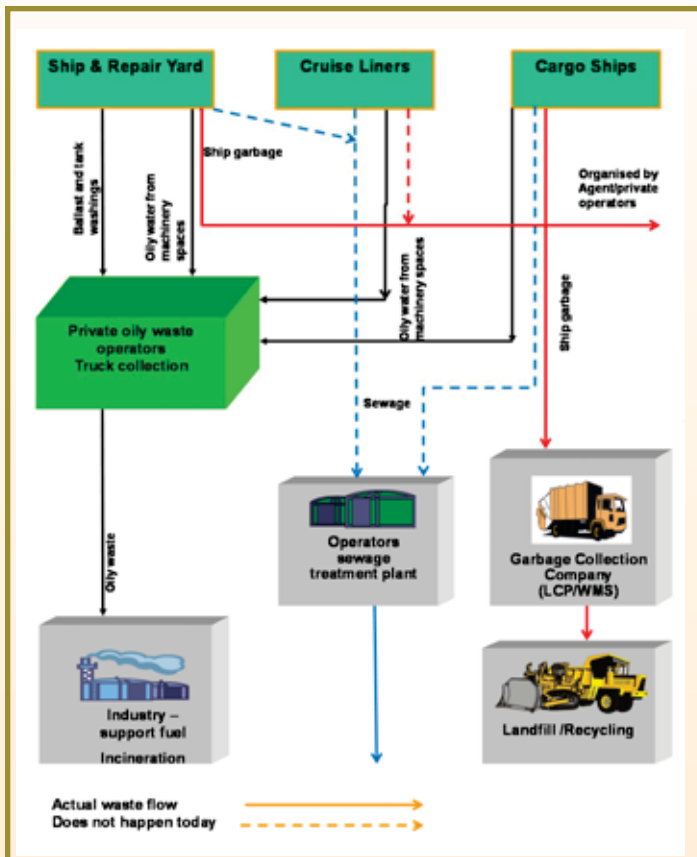 Ship & Repair Yard
Cruise Liners
Cargo Ships
Ship garbage
Organised by
Agent/private
operators
Ballast and tank
washings
Oily water from
machinery
spaces
Oily water from
machinery spaces
Ship garbage
Private oily waste
operators
Truck collection
Sewage
Oily waste
Operators
sewage
treatment plant
Garbage Collection
Company
(LCP/WMS)
Industry –
support fuel
Incineration
Landfill /Recycling
Actual waste flow
Does not happen today